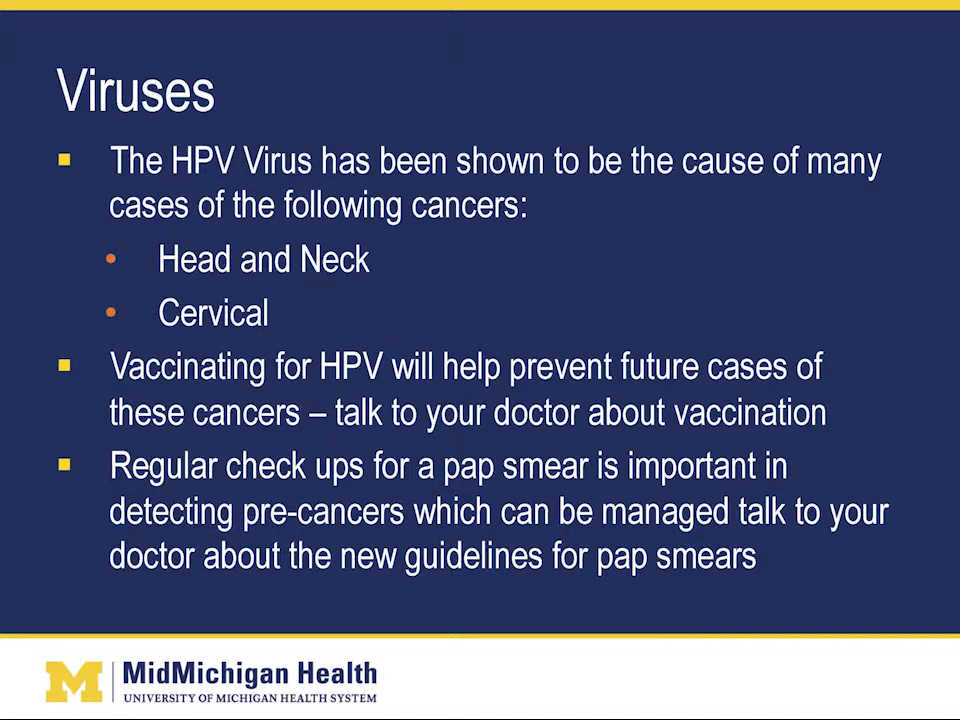 Viruses
The HPV Virus has been shown to be the cause of many
cases of the following cancers:
Head and Neck
Cervical
Vaccinating for HPV will help prevent future cases of
these cancers – talk to your doctor about vaccination
Regular check ups for a pap smear is important in
detecting pre-cancers which can be managed talk to your
doctor about the new guidelines for pap smears
M
MidMichigan Health
UNIVERSITY OF MICHIGAN HEALTH SYSTEM